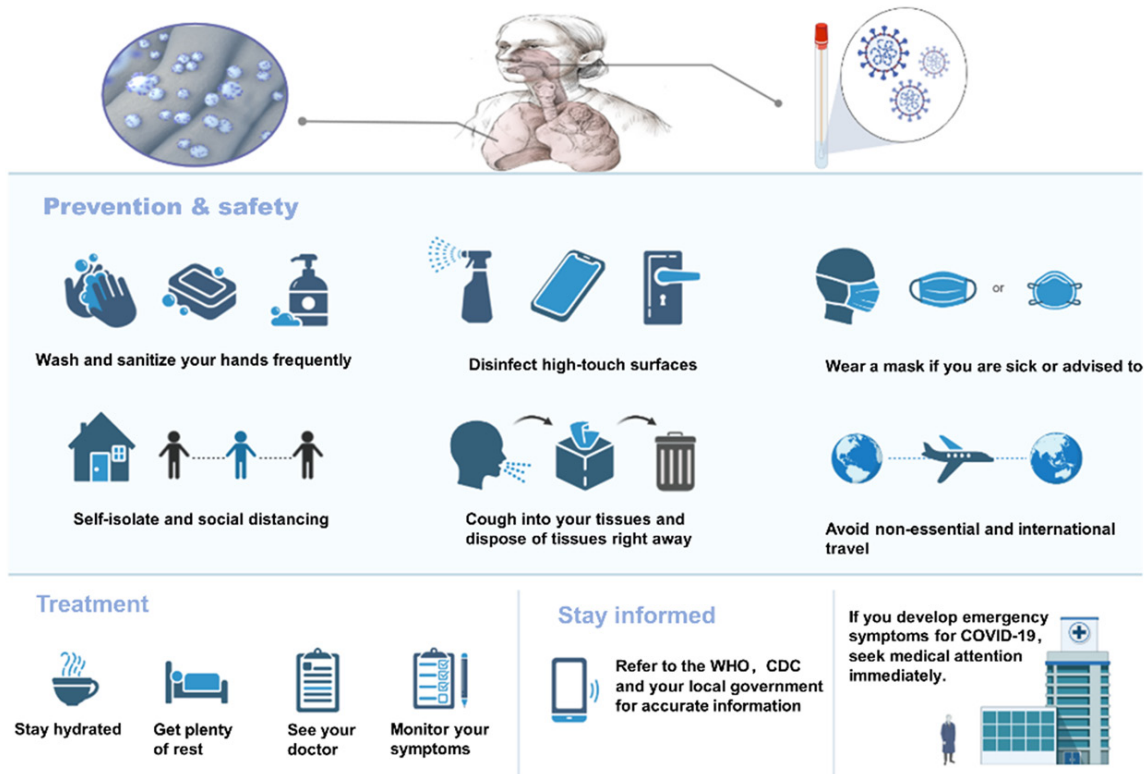 Prevention & safety
or
Wash and sanitize your hands frequently
Disinfect high-touch surfaces
Wear a mask if you are sick or advised to
Self-isolate and social distancing
Cough into your tissues and
dispose of tissues right away
Avoid non-essential and international
travel
Treatment
Stay hydrated
Get plenty
of rest
See your
doctor
Monitor your
symptoms
Stay informed
Refer to the WHO, CDC
and your local government
for accurate information
If you develop emergency
symptoms for COVID-19,
seek medical attention
immediately.